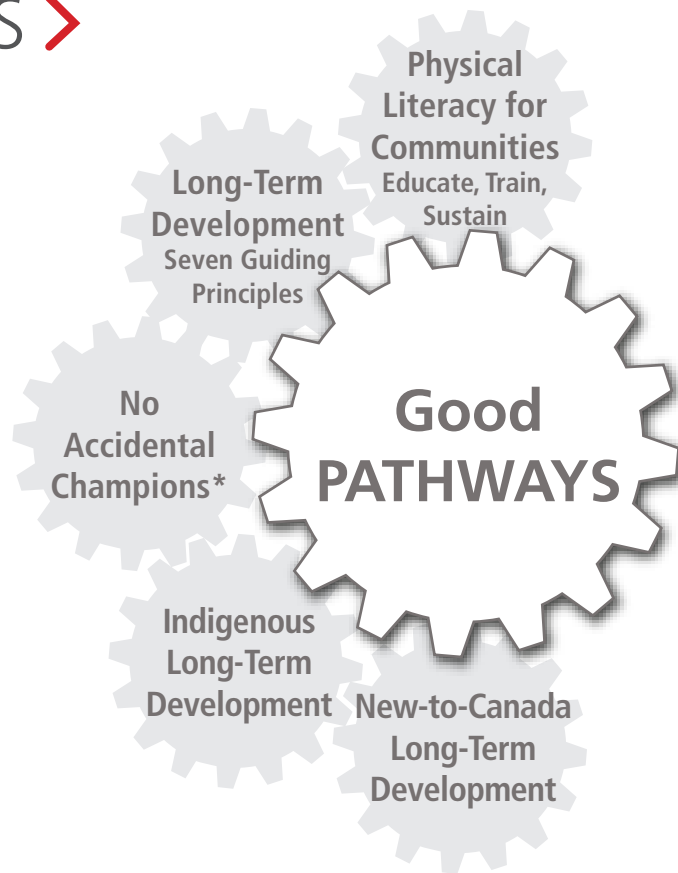 S >
Physical
Literacy for
Communities
Educate, Train,
Sustain
Long-Term
Development
Seven Guiding
Principles
No
Accidental
Champions*
Good
PATHWAYS
Indigenous
Long-Term
Development
New-to-Canada
Long-Term
Development